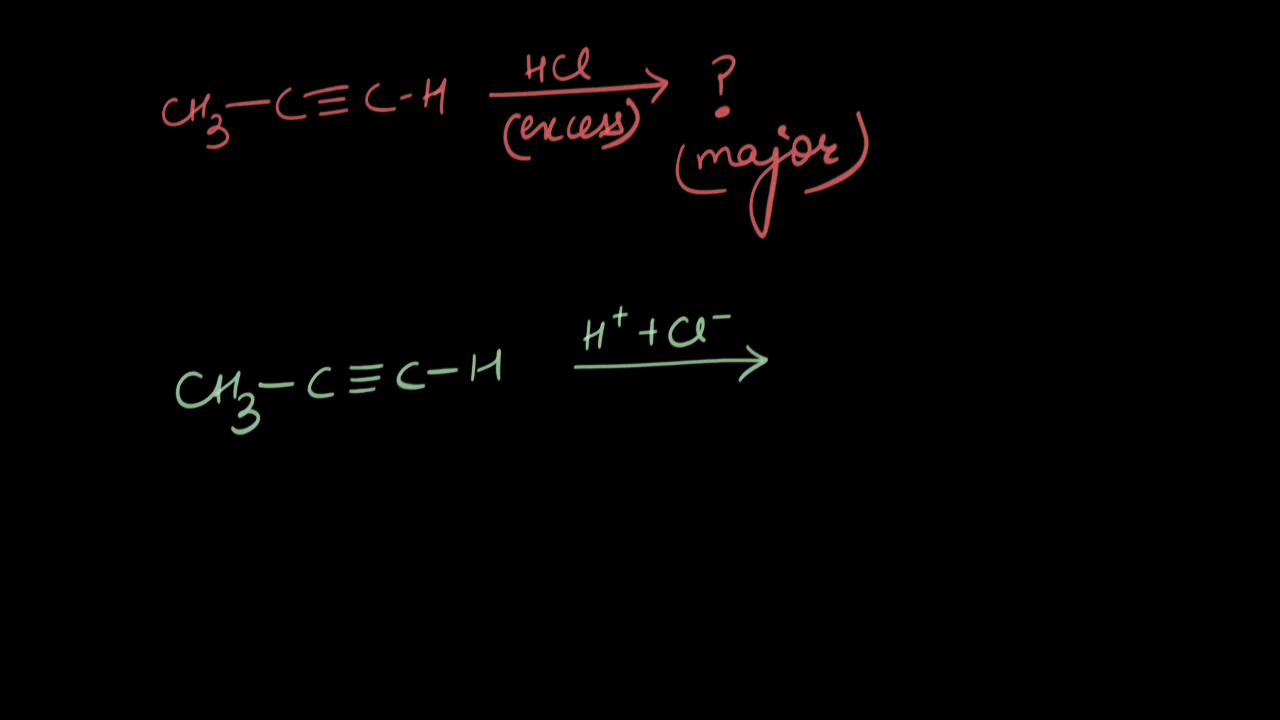 CH₃—C≡C-H HCl (excess) → ? (major)
CH₃—C≡C—H H⁺ + Cl⁻ →